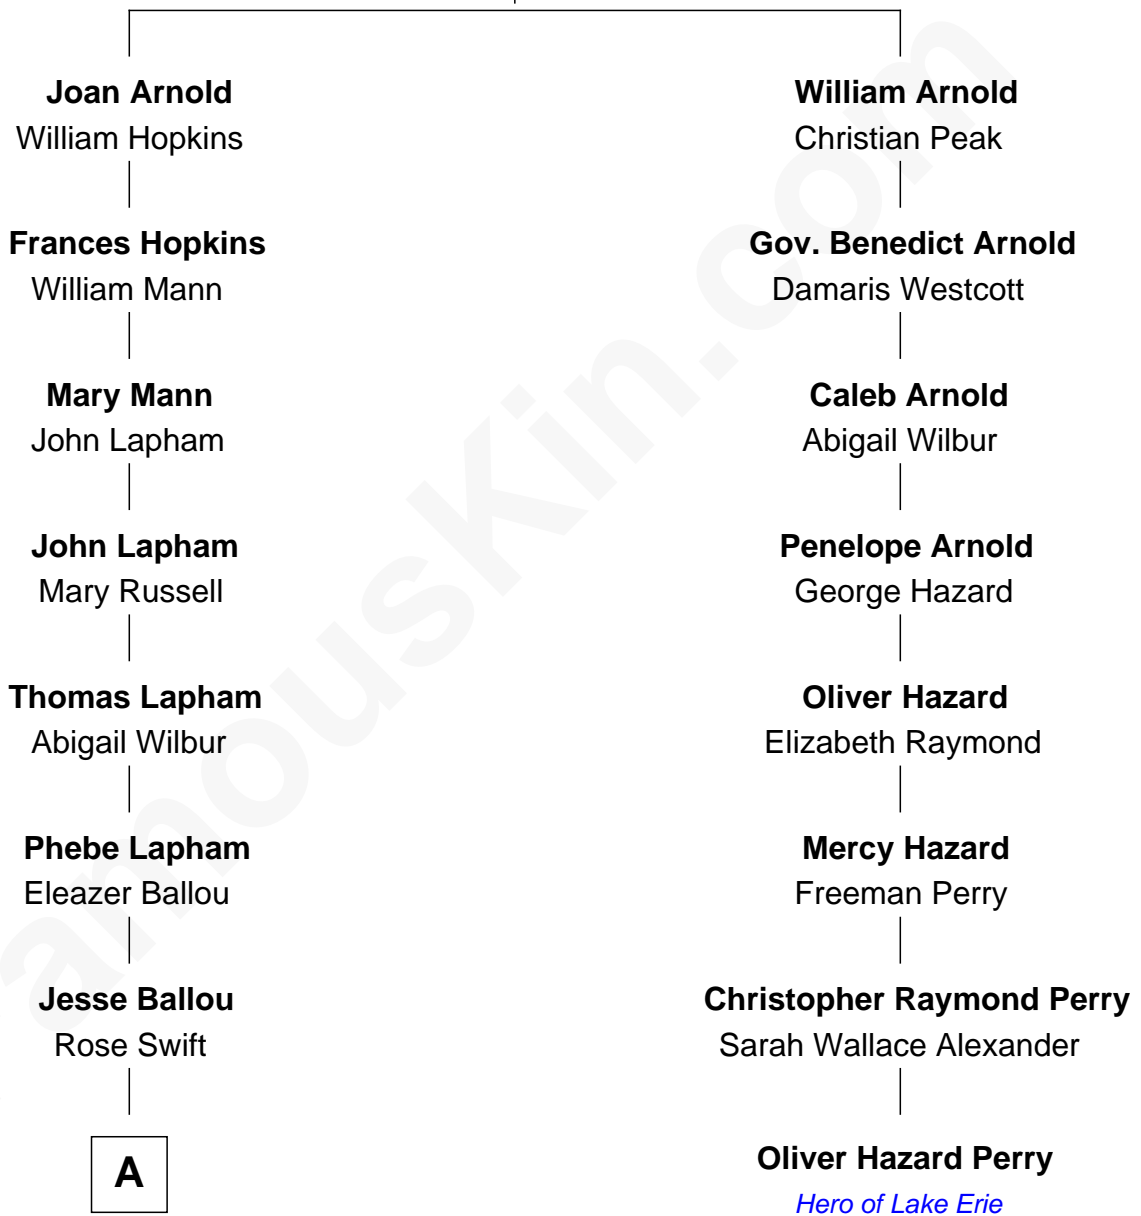 Joan Arnold
William Hopkins
Frances Hopkins
William Mann
Mary Mann
John Lapham
John Lapham
Mary Russell
Thomas Lapham
Abigail Wilbur
Phebe Lapham
Eleazer Ballou
Jesse Ballou
Rose Swift
A
William Arnold
Christian Peak
Gov. Benedict Arnold
Damaris Westcott
Caleb Arnold
Abigail Wilbur
Penelope Arnold
George Hazard
Oliver Hazard
Elizabeth Raymond
Mercy Hazard
Freeman Perry
Christopher Raymond Perry
Sarah Wallace Alexander
Oliver Hazard Perry
Hero of Lake Erie
amousKin.com